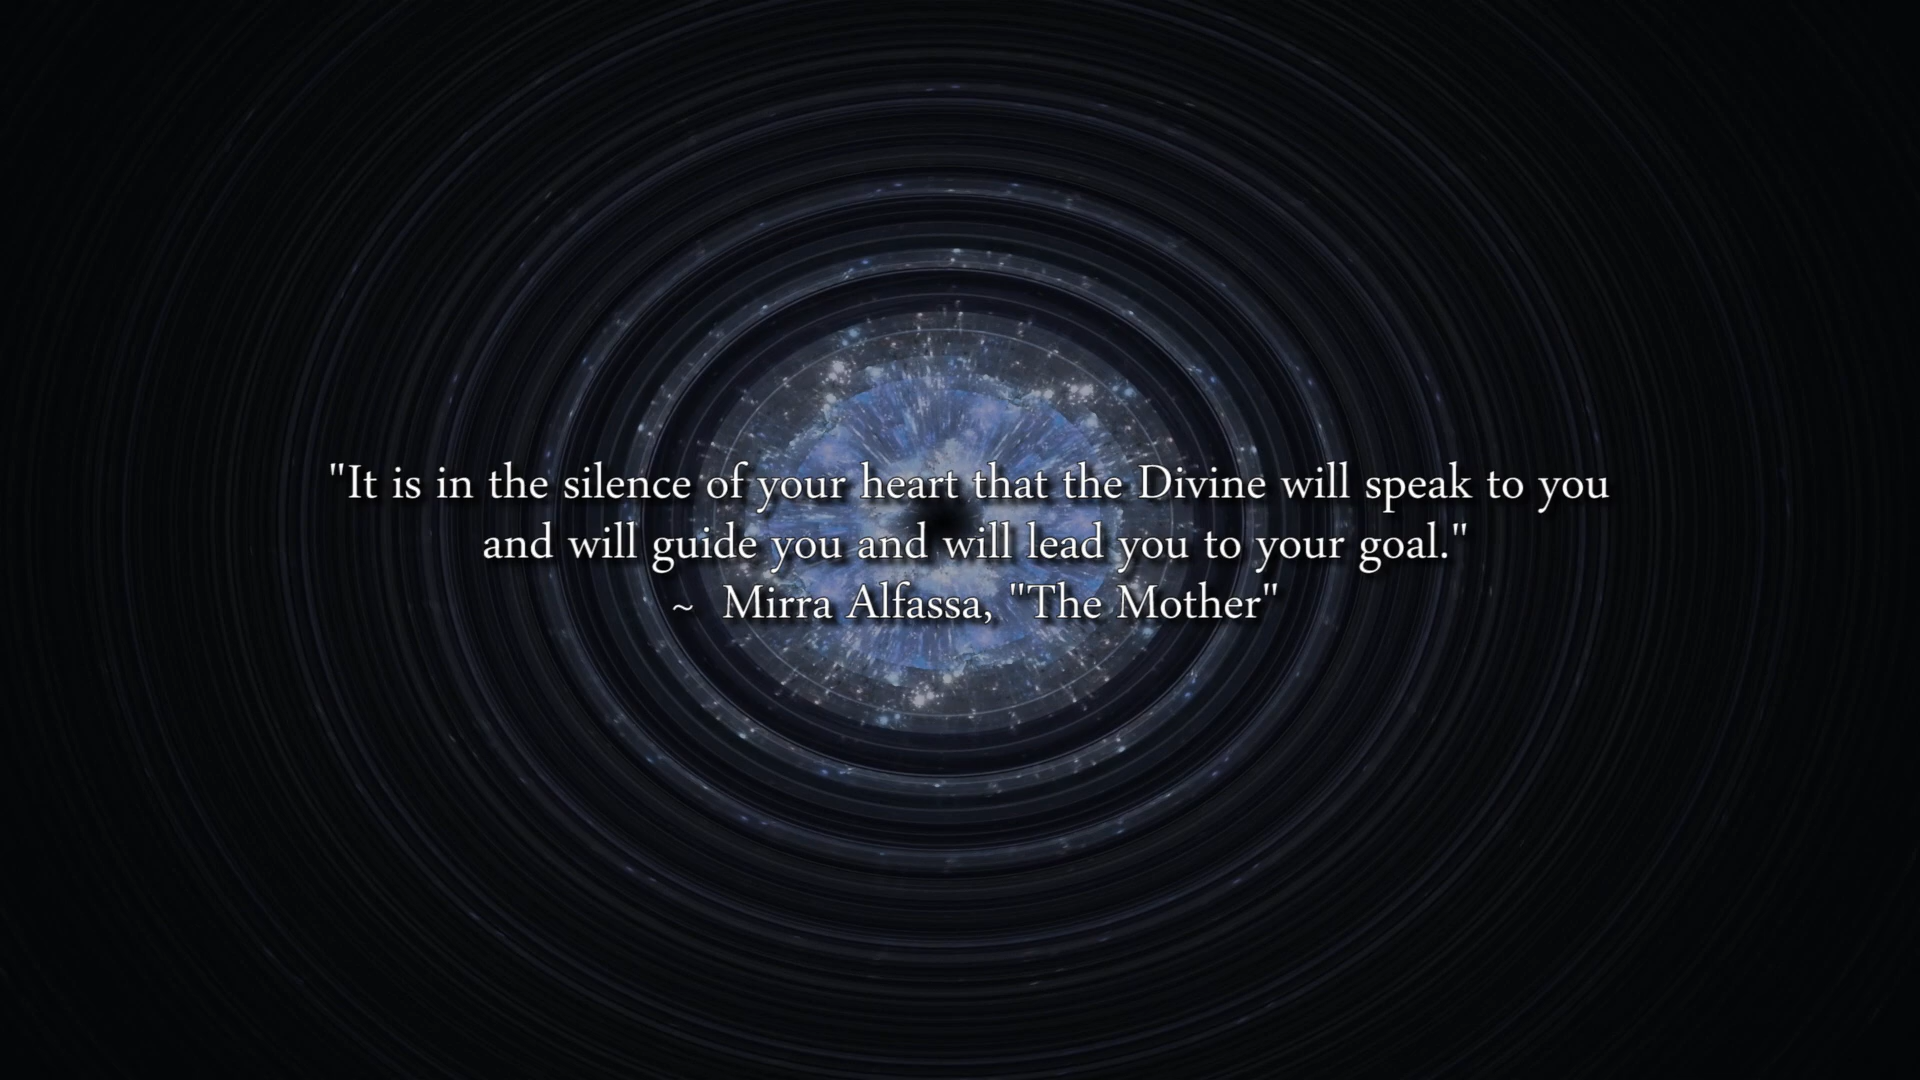 "It is in the silence of your heart that the Divine will speak to you
and will guide you and will lead you to your goal."
~ Mirra Alfassa, "The Mother"